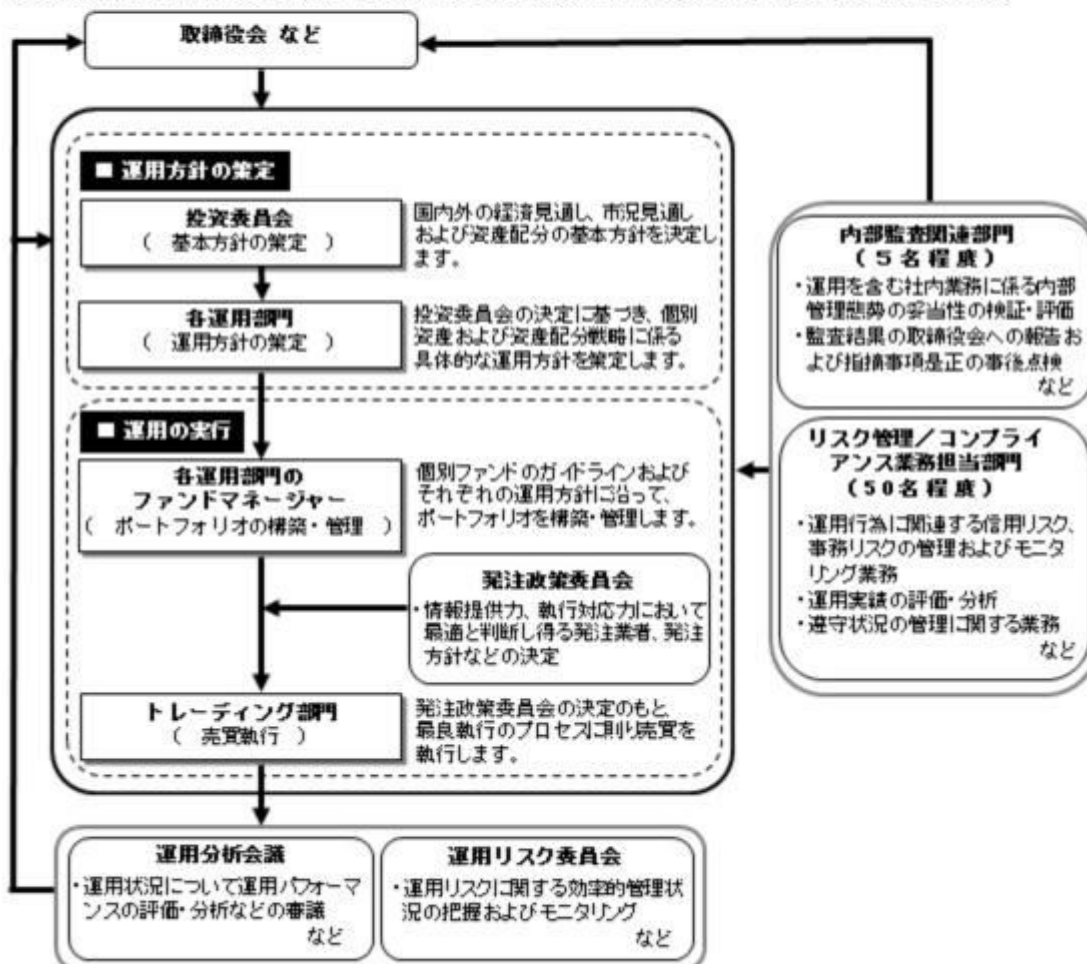 取締役会 など
■ 運用方針の策定
投資委員会
( 基本方針の策定 )
国内外の経済見通し、市況見通し
および資産配分の基本方針を決定し
ます。
各運用部門
( 運用方針の策定 )
投資委員会の決定に基づき、個別
資産および資産配分戦略に係る
具体的な運用方針を策定します。
■ 運用の実行
各運用部門の
ファンドマネージャー
( ポートフォリオの構築・管理 )
個別ファンドのガイドラインおよび
それぞれの運用方針に沿って、
ポートフォリオを構築・管理します。
発注政策委員会
・情報提供力、執行対応力において
最適と判断し得る発注業者、発注
方針などの決定
トレーディング部門
( 売買執行 )
発注政策委員会の決定のもと、
最良執行のプロセスに則り売買を
執行します。
運用分析会議
・運用状況について運用パフォーマ
ンスの評価・分析などの審議
など
運用リスク委員会
・運用リスクに関する効率的管理状
況の把握およびモニタリング
など
内部監査関連部門
(5名程度)
・運用を含む社内業務に係る内部
管理態勢の妥当性の検証・評価
・監査結果の取締役会への報告お
よび指摘事項是正の事後点検
など
リスク管理/コンプライ
アンス業務担当部門
(50名程度)
・運用行為に関連する信用リスク、
事務リスクの管理およびモニタ
リング業務
・運用実績の評価・分析
・遵守状況の管理に関する業務
など